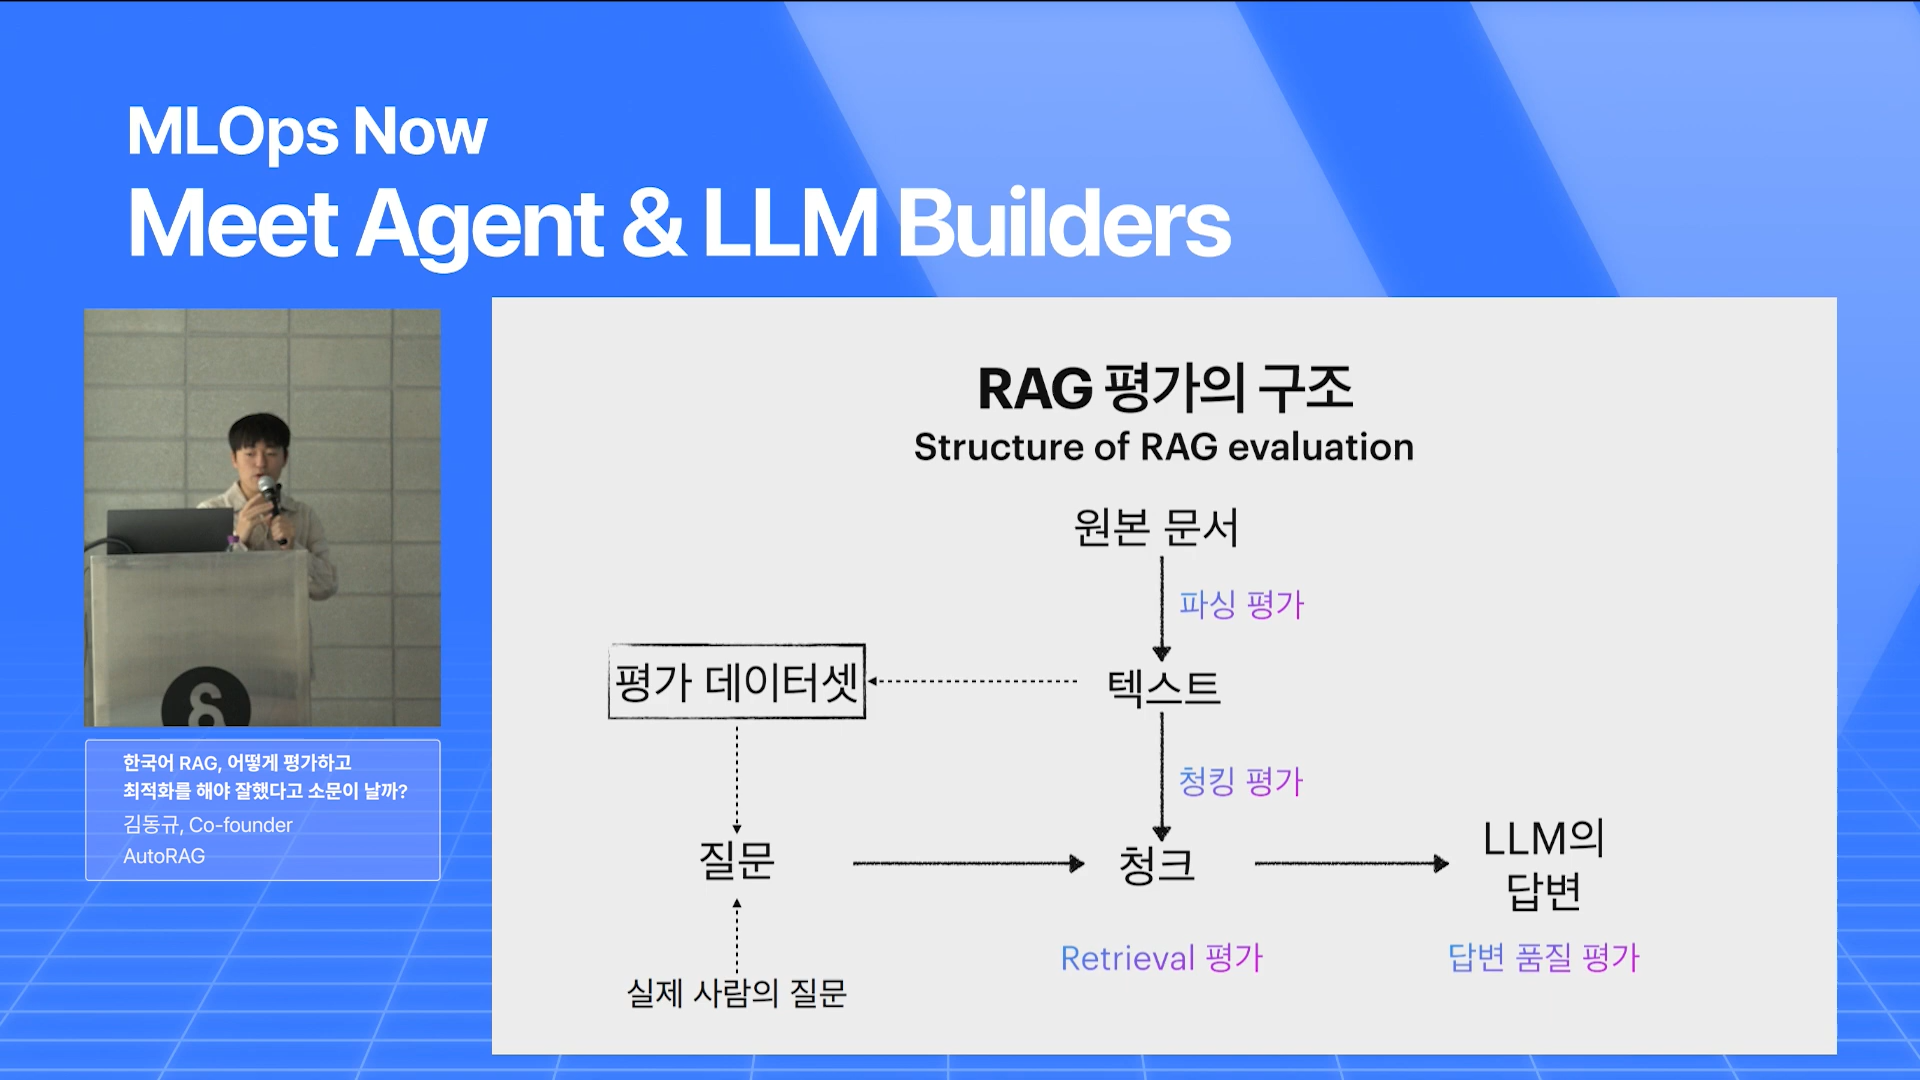 MLOps Now
Meet Agent & LLM Builders
한국어 RAG, 어떻게 평가하고
최적화를 해야 잘했다고 소문이 날까?
김동규, Co-founder
AutoRAG
RAG 평가의 구조
Structure of RAG evaluation
원본 문서
파싱 평가
평가 데이터셋
텍스트
청킹 평가
질문
청크
LLM의
답변
Retrieval 평가
답변 품질 평가
실제 사람의 질문